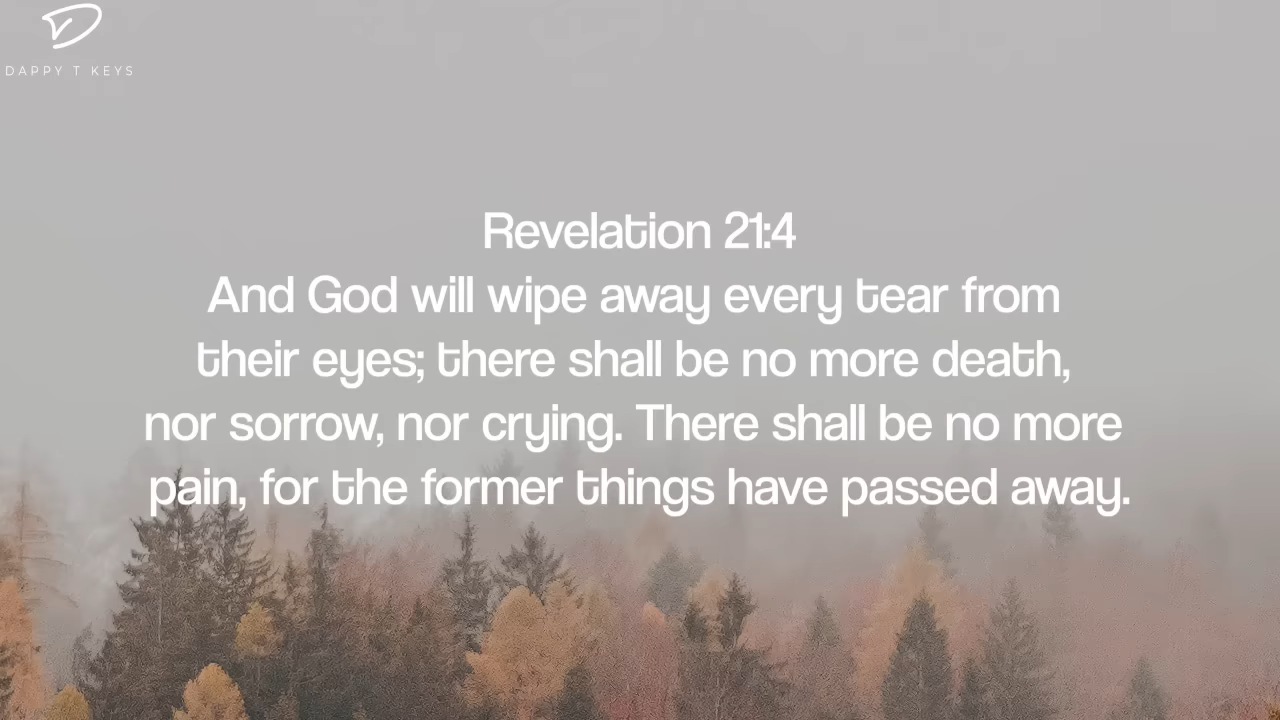 DAPPY T KEYS
Revelation 21:4
And God will wipe away every tear from
their eyes; there shall be no more death,
nor sorrow, nor crying. There shall be no more
pain, for the former things have passed away.